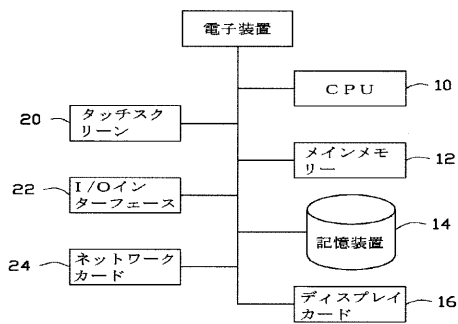 電子装置
CPU
10
20
タッチスク
リーン
メインメモ
リー
12
22
I/Oイン
ターフェース
記憶装置
14
24
ネットワーク
カード
ディスプレイ
カード
16